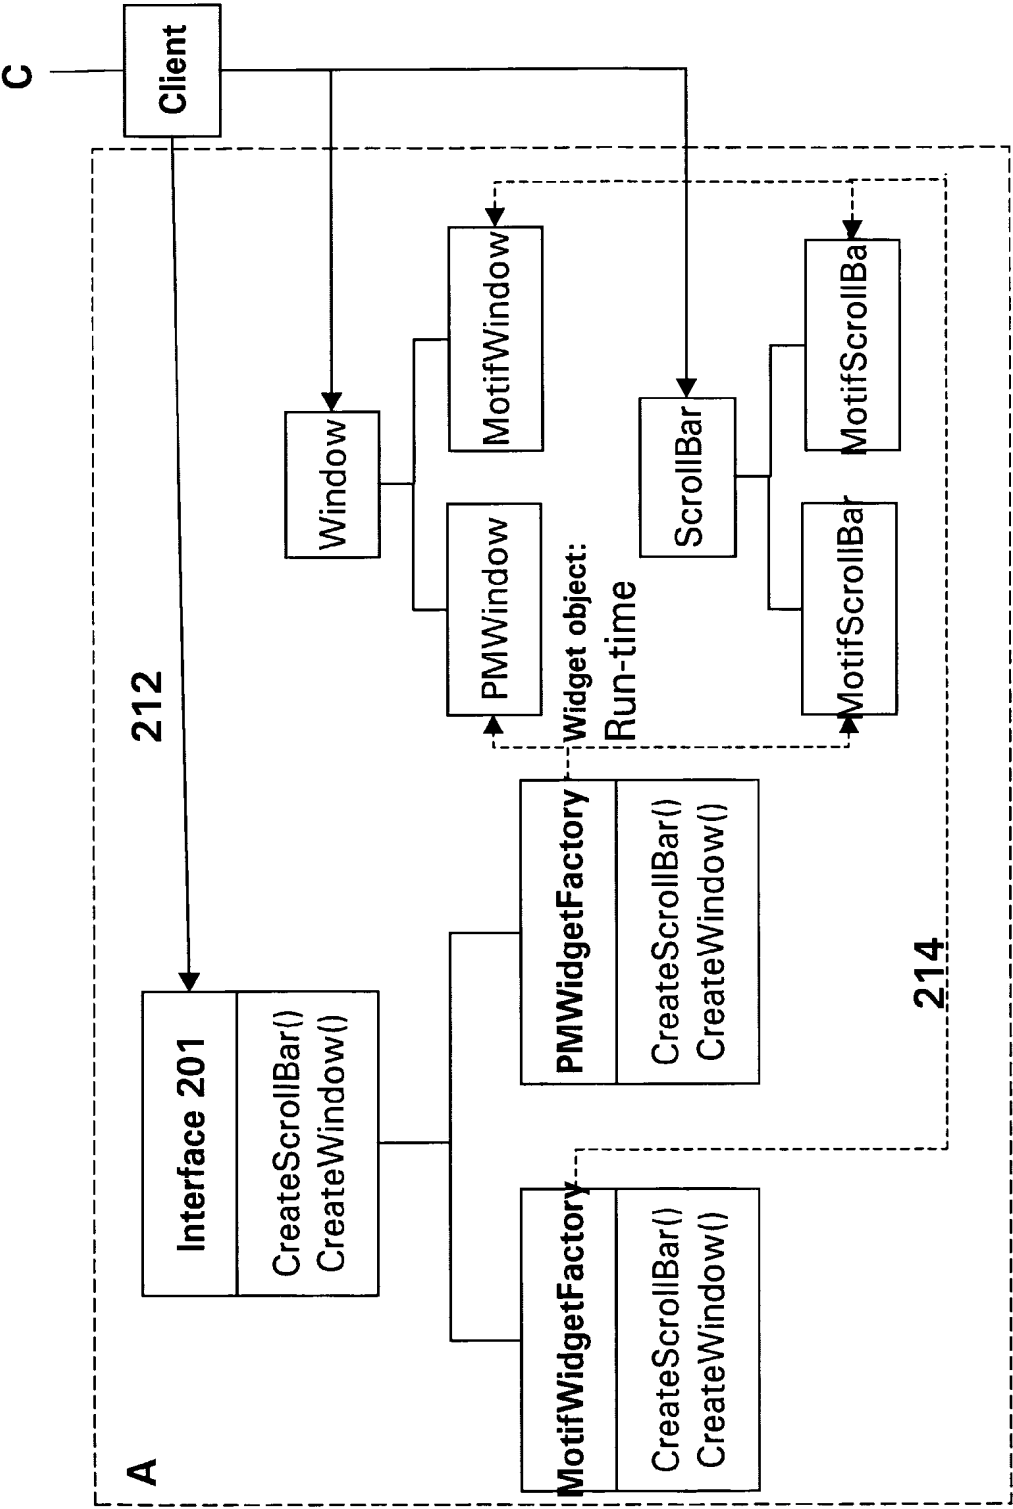 A
C
212
Client
Interface 201
CreateScrollBar()
CreateWindow()
Window
PMWindow
MotifWindow
MotifWidgetFactory
CreateScrollBar()
CreateWindow()
PMWidgetFactory
CreateScrollBar()
CreateWindow()
Widget object:
Run-time
ScrollBar
MotifScrollBar
MotifScrollBa
214